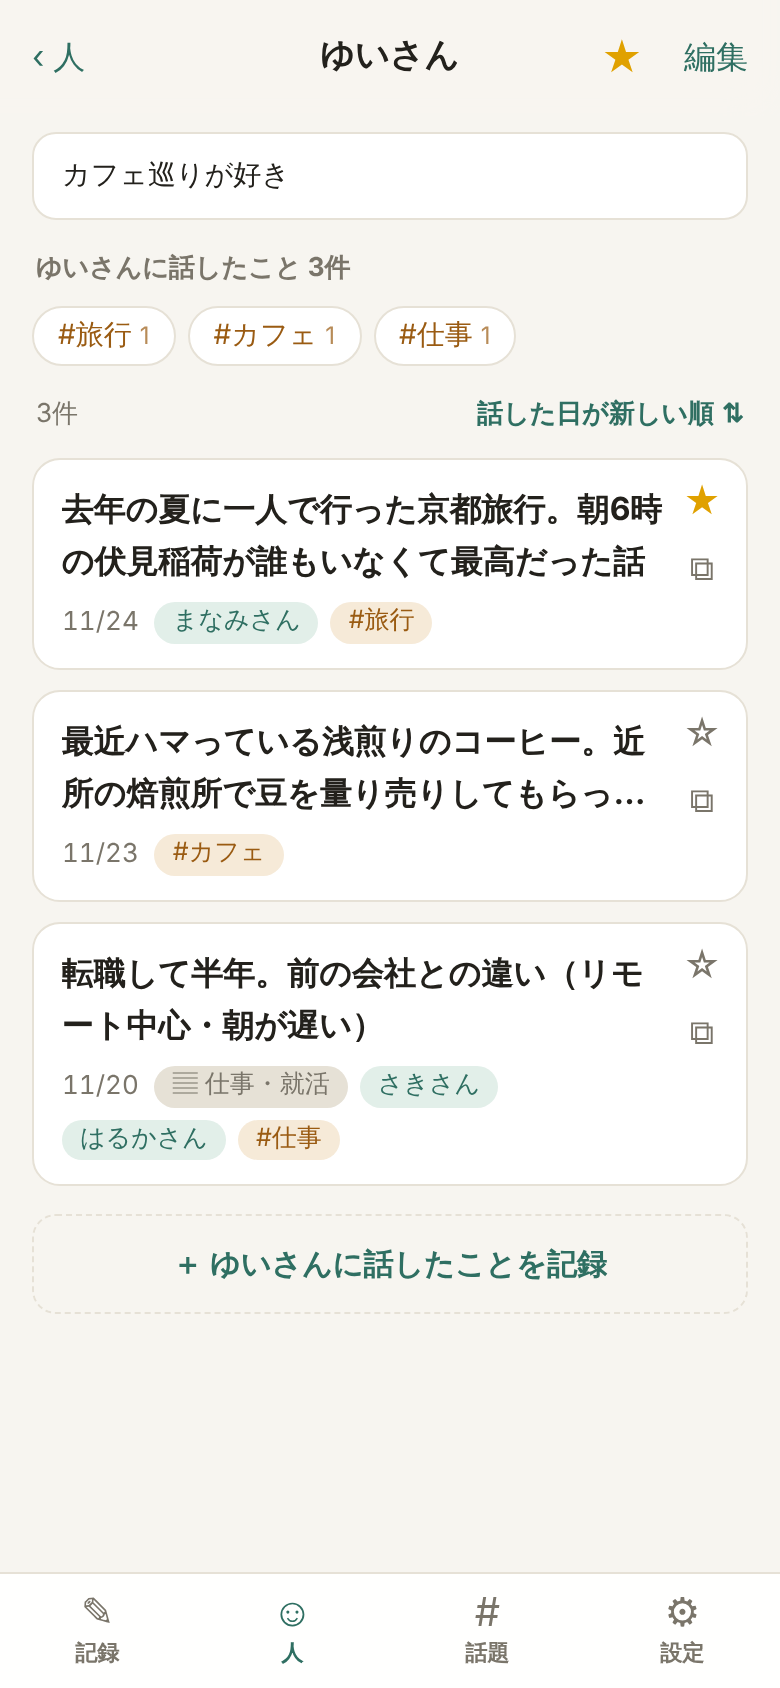 ‹ 人
ゆいさん
★
編集
カフェ巡りが好き
ゆいさんに話したこと 3件
#旅行 1
#カフェ 1
#仕事 1
3件
話した日が新しい順 ⇅
去年の夏に一人で行った京都旅行。朝6時
の伏見稲荷が誰もいなくて最高だった話
11/24 まなみさん #旅行
最近ハマっている浅煎りのコーヒー。近
所の焙煎所で豆を量り売りしてもらっ…
11/23 #カフェ
転職して半年。前の会社との違い（リモ
ート中心・朝が遅い）
11/20 ▤ 仕事・就活 さきさん
はるかさん #仕事
+ ゆいさんに話したことを記録
記録
人
話題
設定